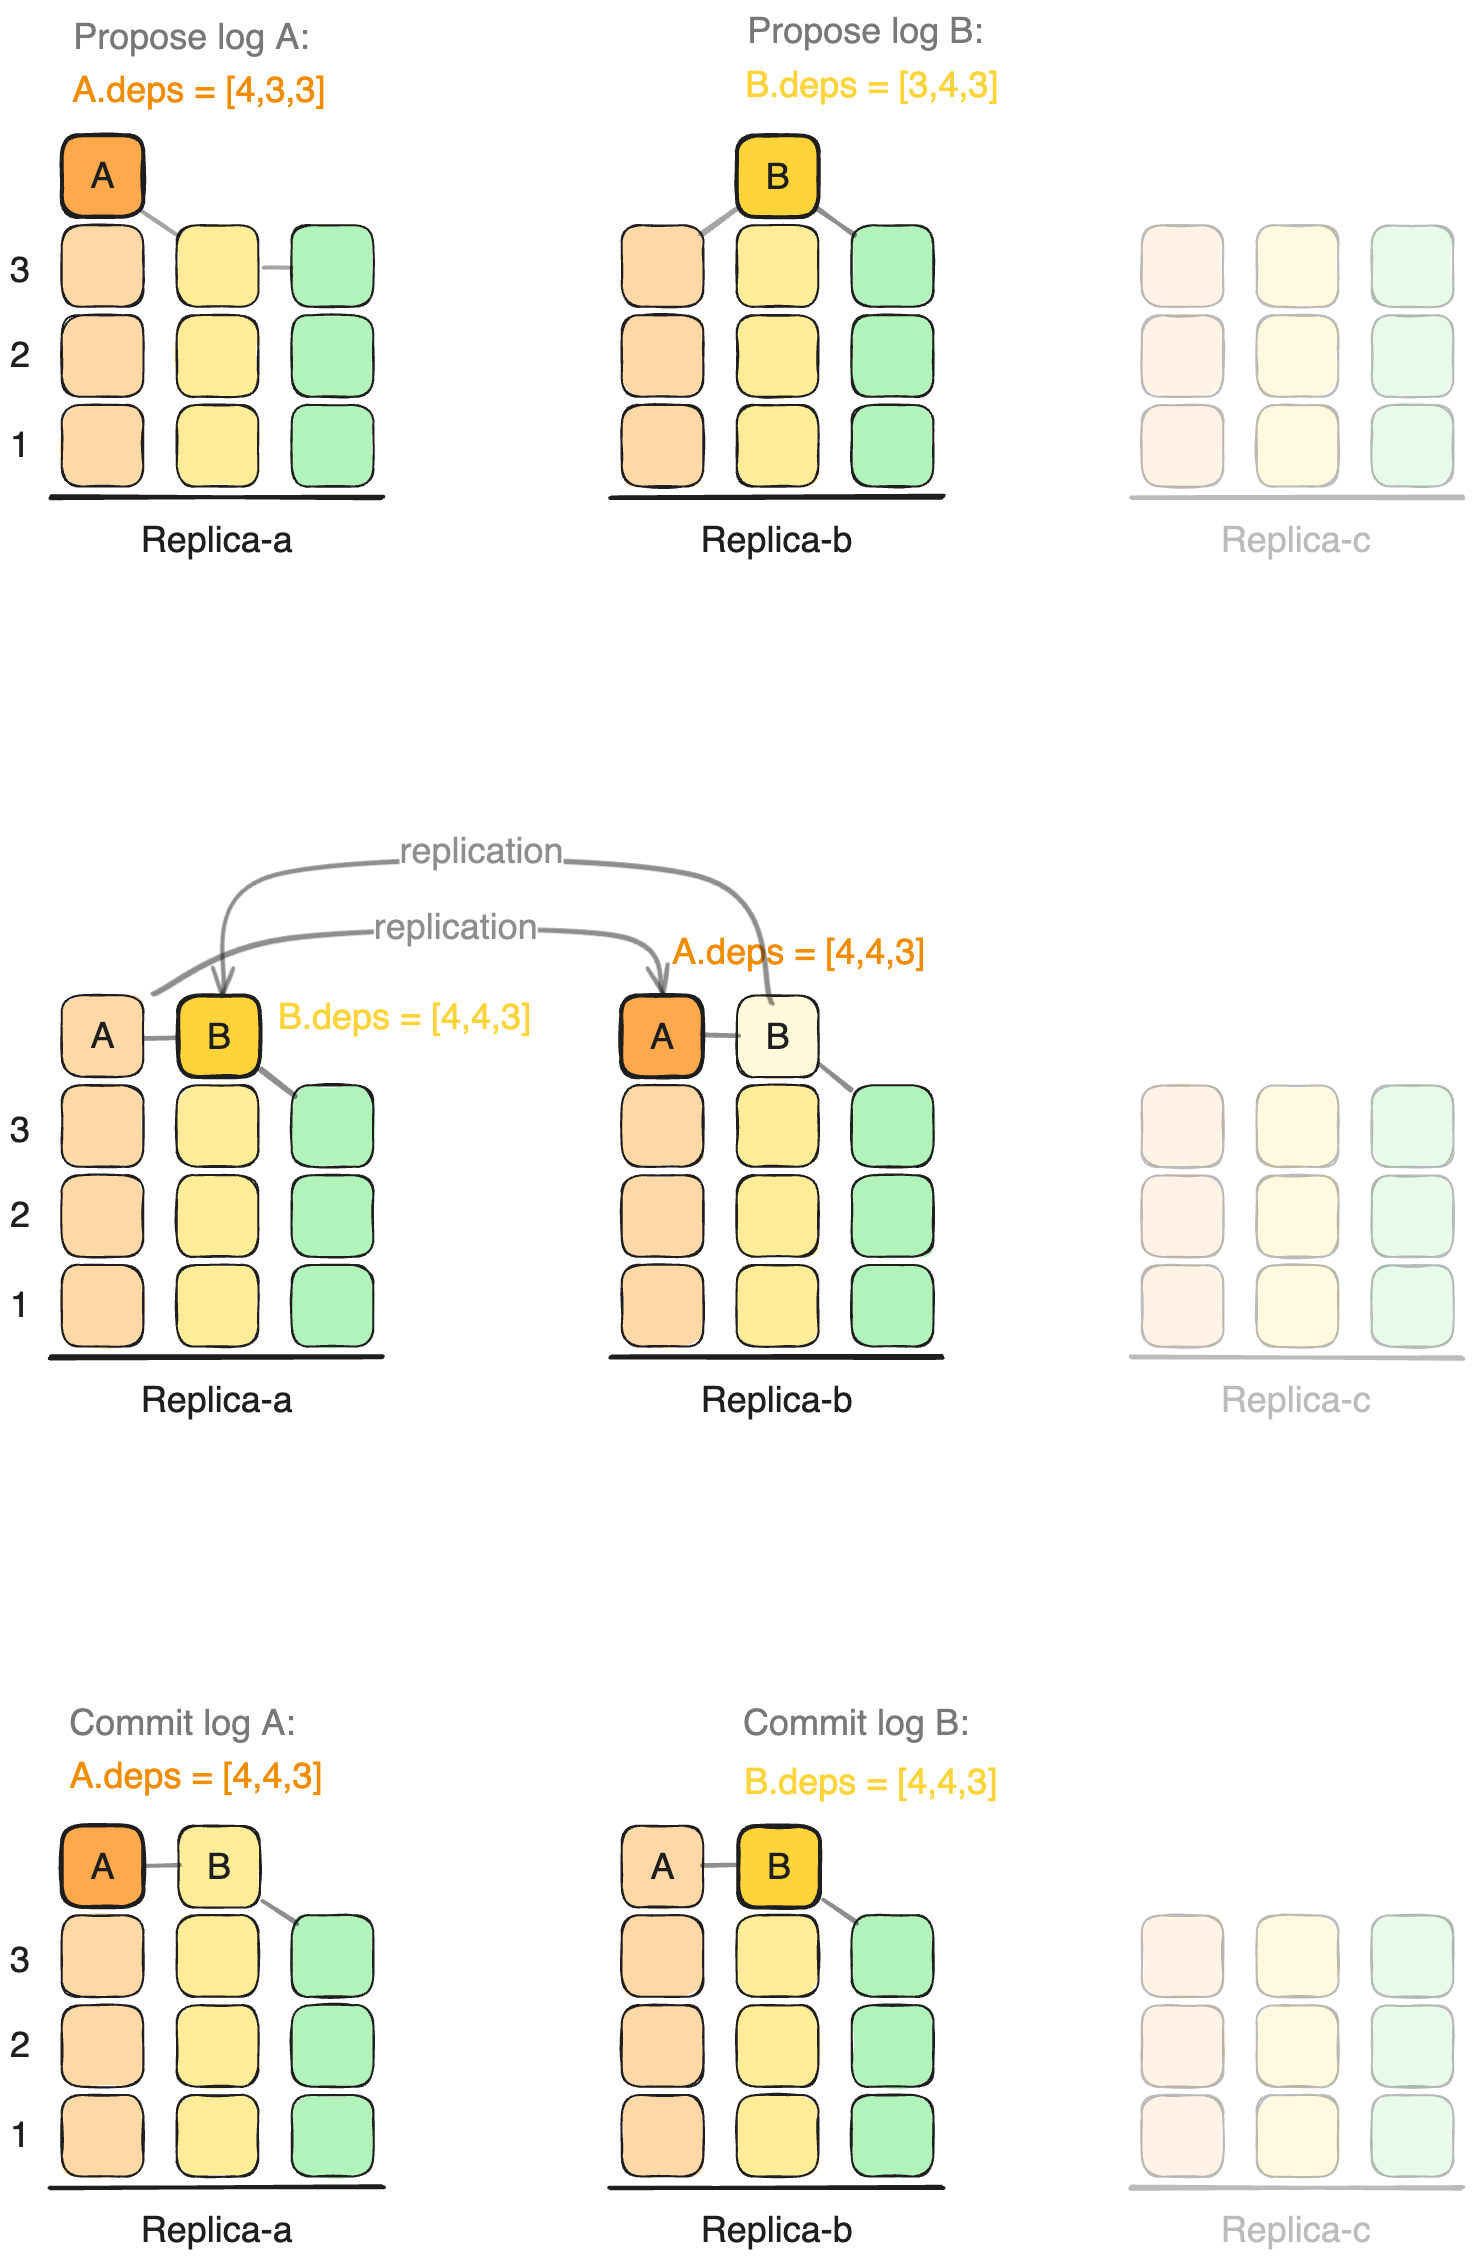 Propose log A:
A.deps = [4,3,3]
Propose log B:
B.deps = [3,4,3]
A
B
3
2
1
Replica-a
Replica-b
Replica-c
replication
replication
A.deps = [4,4,3]
B.deps = [4,4,3]
A
B
A
B
3
2
1
Replica-a
Replica-b
Replica-c
Commit log A:
A.deps = [4,4,3]
Commit log B:
B.deps = [4,4,3]
A
B
A
B
3
2
1
Replica-a
Replica-b
Replica-c